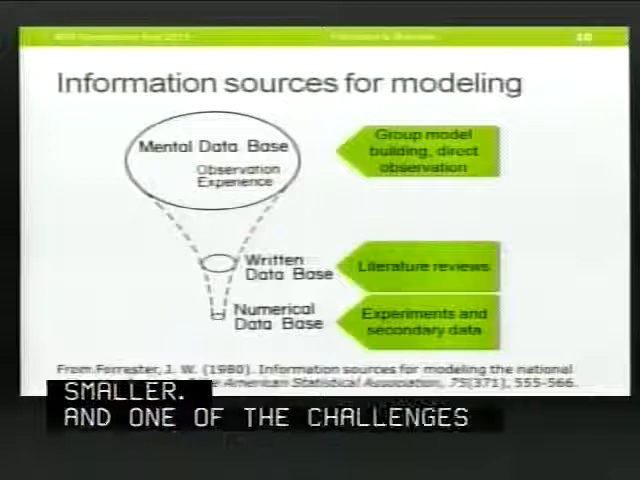 10
Information sources for modeling
Mental Data Base
Observation
Experience
Group model
building, direct
observation
Written
Data Base
Literature reviews
Numerical
Data Base
Experiments and
secondary data
From Forrester, J. W. (1980). Information sources for modeling the national
American Statistical Association, 75(371), 555-566.
SMALLER.
AND ONE OF THE CHALLENGES